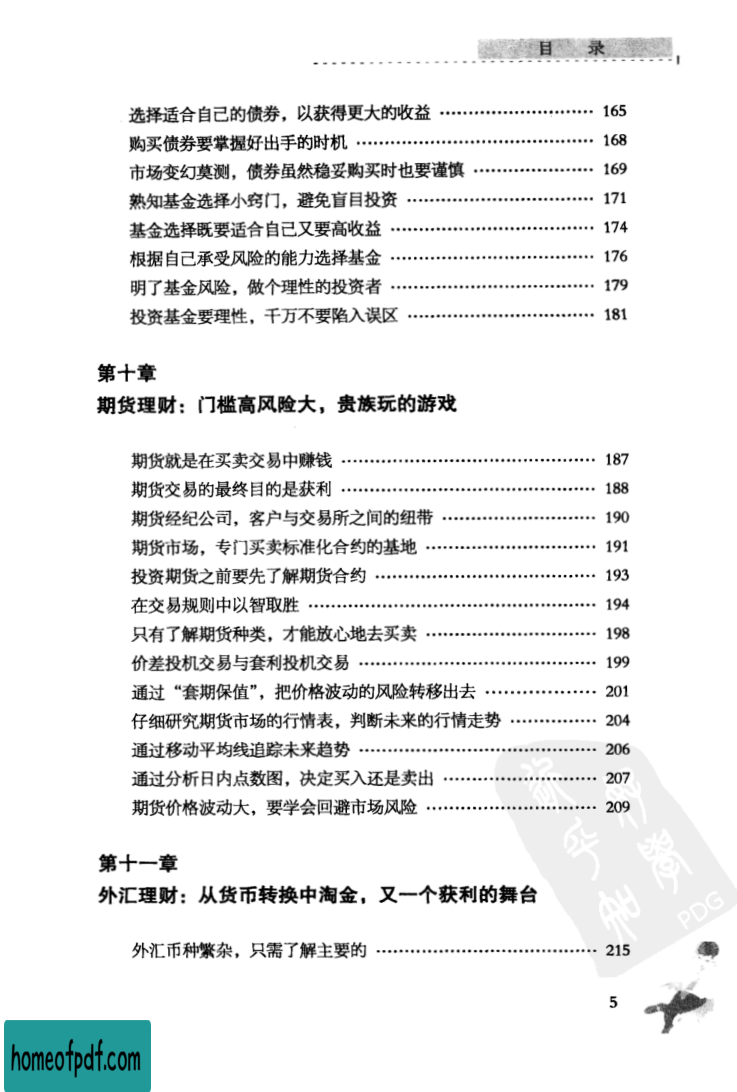 目 录
选择适合自己的债券，以获得更大的收益 ………………………… 165
购买债券要掌握好出手的时机 ………………………… 168
市场变幻莫测，债券虽然稳妥购买时也要谨慎 ………………………… 169
熟知基金选择小窍门，避免盲目投资 ………………………… 171
基金选择既要适合自己又要高收益 ………………………… 174
根据自己承受风险的能力选择基金 ………………………… 176
明了基金风险，做个理性的投资者 ………………………… 179
投资基金要理性，千万不要陷入误区 ………………………… 181
第十章
期货理财：门槛高风险大，贵族玩的游戏
期货就是在买卖交易中赚钱 ………………………… 187
期货交易的最终目的是获利 ………………………… 188
期货经纪公司，客户与交易所之间的纽带 ………………………… 190
期货市场，专门买卖标准化合约的基地 ………………………… 191
投资期货之前要先了解期货合约 ………………………… 193
在交易规则中以智取胜 ………………………… 194
只有了解期货种类，才能放心地去买卖 ………………………… 198
价差投机交易与套利投机交易 ………………………… 199
通过“套期保值”，把价格波动的风险转移出去 ………………………… 201
仔细研究期货市场的行情表，判断未来的行情走势 ………………………… 204
通过移动平均线追踪未来趋势 ………………………… 206
通过分析日内点数图，决定买入还是卖出 ………………………… 207
期货价格波动大，要学会回避市场风险 ………………………… 209
第十一章
外汇理财：从货币转换中淘金，又一个获利的舞台
外汇币种繁杂，只需了解主要的 ………………………… 215
PDG
5
homeofpdf.com